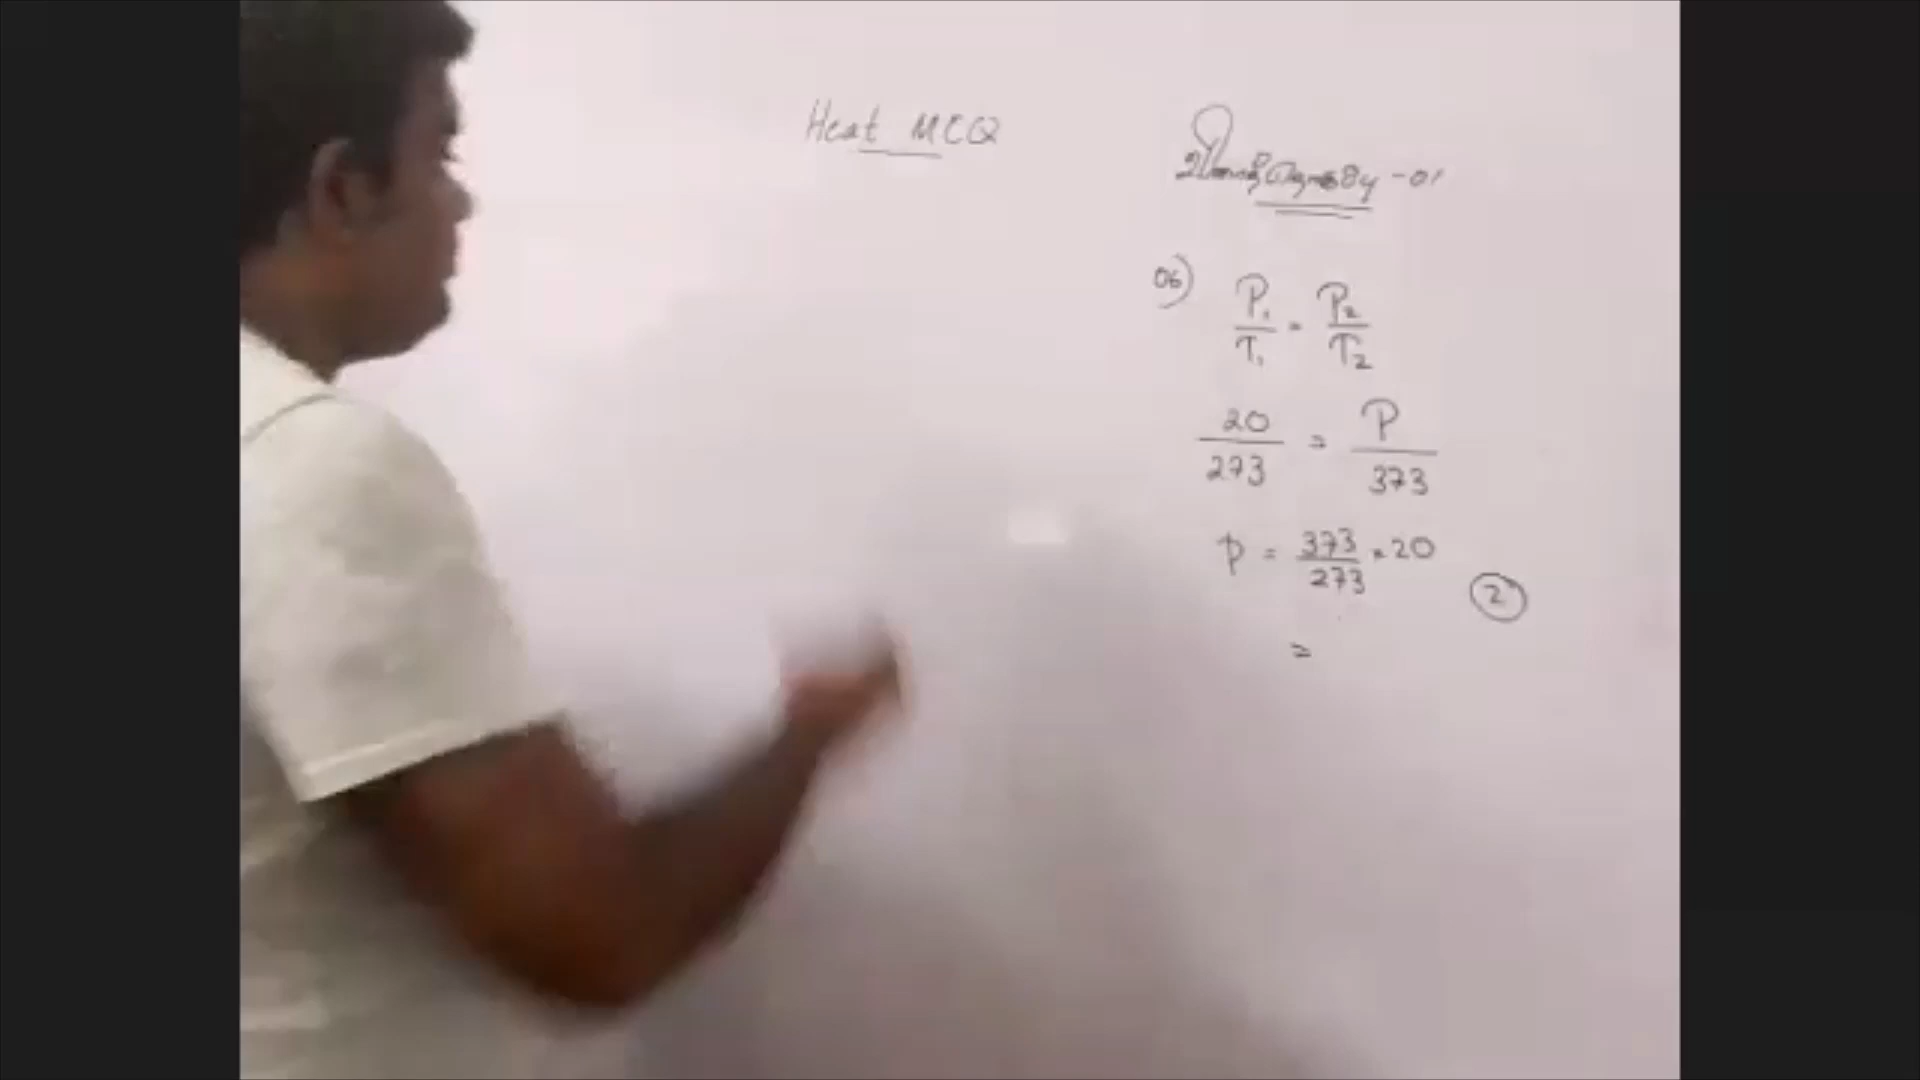 Heat MCQ
வினாத்தொகுதி -01
06) P₁/T₁ = P₂/T₂
20/273 = P/373
P = 373/273 × 20
②
=